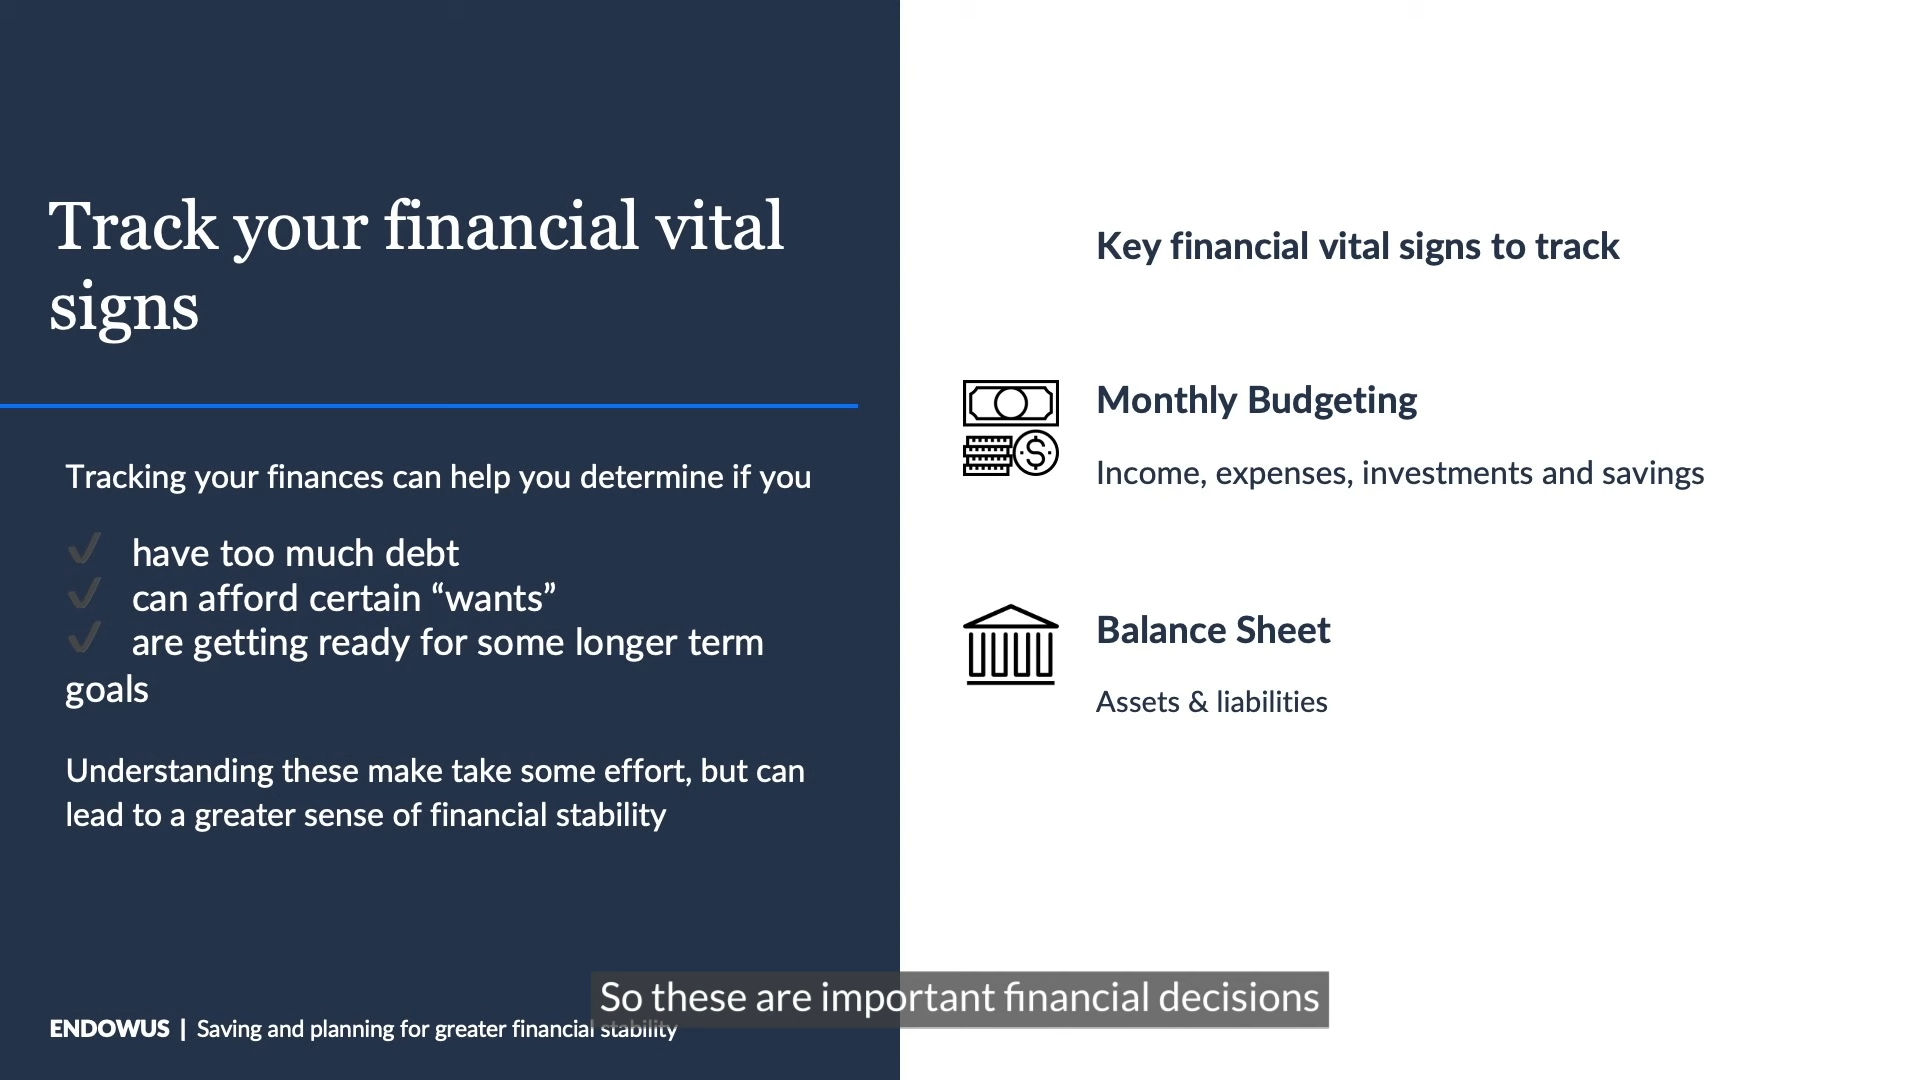 Track your financial vital
signs
Tracking your finances can help you determine if you
✓ have too much debt
✓ can afford certain “wants”
✓ are getting ready for some longer term
goals
Understanding these make take some effort, but can
lead to a greater sense of financial stability
Key financial vital signs to track
Monthly Budgeting
Income, expenses, investments and savings
Balance Sheet
Assets & liabilities
So these are important financial decisions
ENDOWUS | Saving and planning for greater financial stability